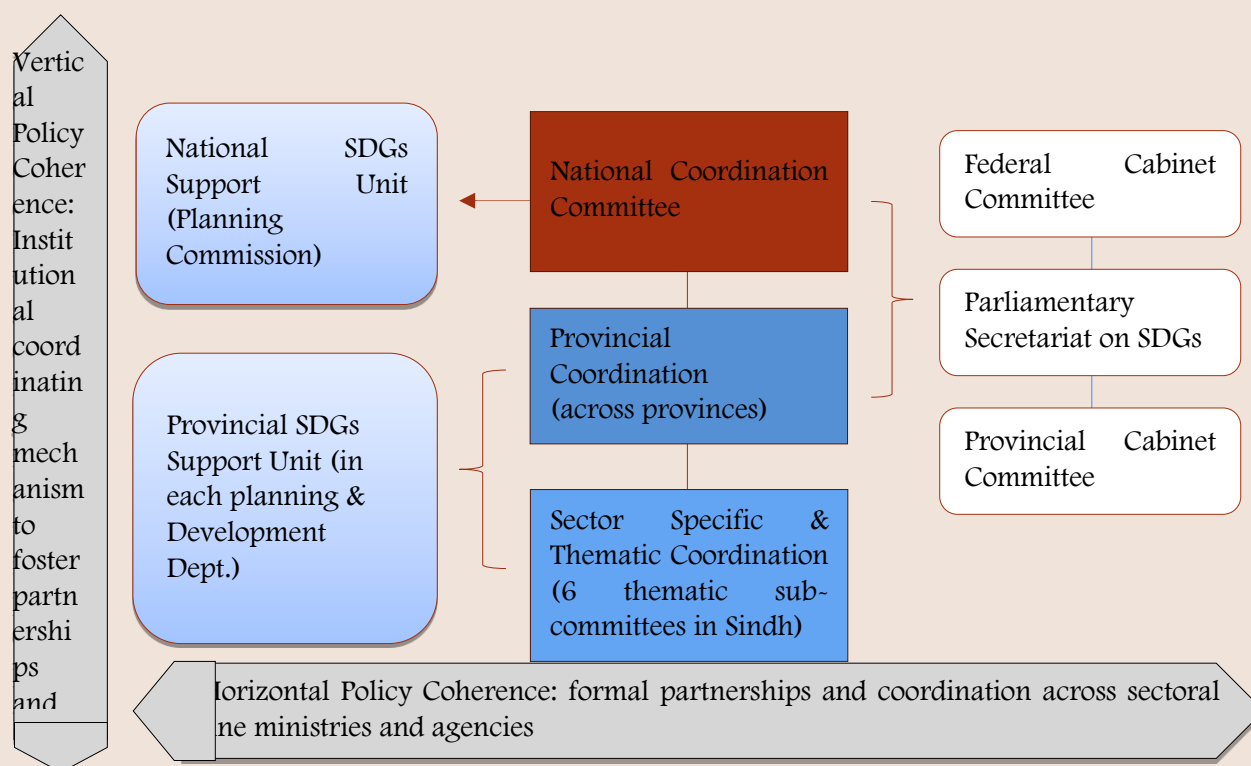 Vertic
al
Policy
Coher
ence:
Instit
ution
al
coord
inatin
g
mech
anism
to
foster
partn
ershi
ps
and
National SDGs
Support Unit
(Planning
Commission)
Provincial SDGs
Support Unit (in
each planning &
Development
Dept.)
National Coordination
Committee
Provincial
Coordination
(across provinces)
Sector Specific &
Thematic Coordination
(6 thematic sub-
committees in Sindh)
Federal Cabinet
Committee
Parliamentary
Secretariat on SDGs
Provincial Cabinet
Committee
Horizontal Policy Coherence: formal partnerships and coordination across sectoral
line ministries and agencies